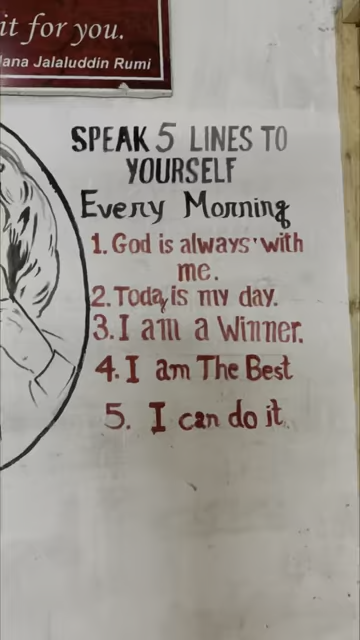 it for you.
Jalaluddin Rumi
SPEAK 5 LINES TO
YOURSELF
Every Morning
1. God is always with
me.
2. Today is my day.
3. I am a Winner.
4. I am The Best
5. I can do it.